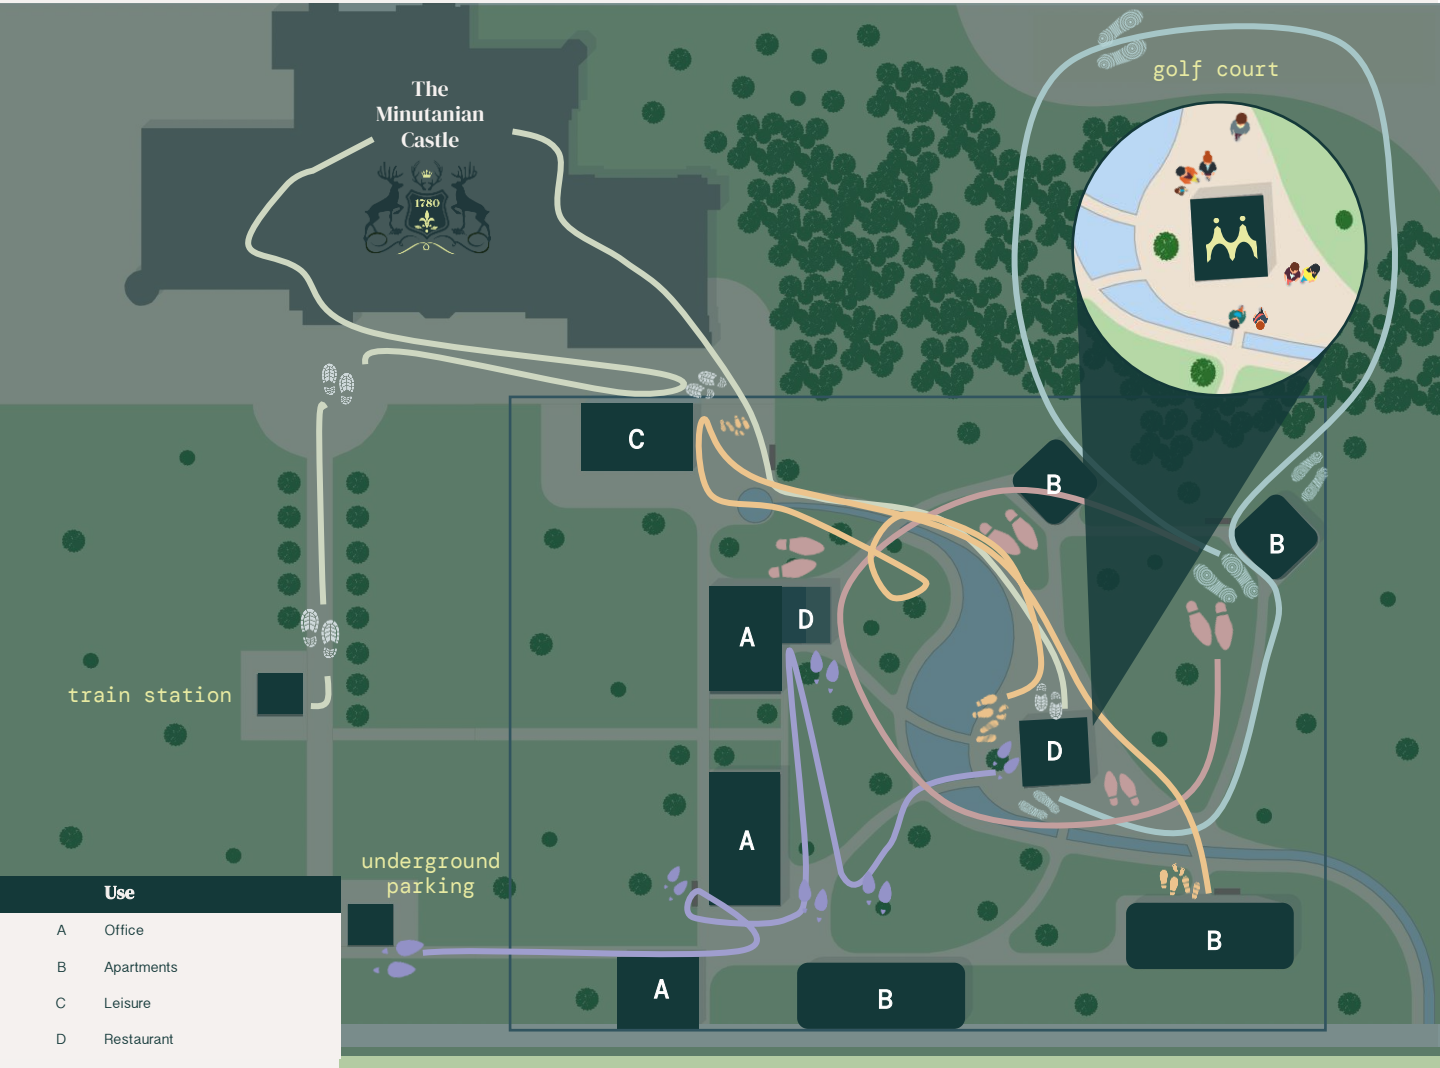 The
Minutanian
Castle
1780
golf court
C
B
B
A
D
train station
D
A
underground
parking
B
A
B
Use
A Office
B Apartments
C Leisure
D Restaurant